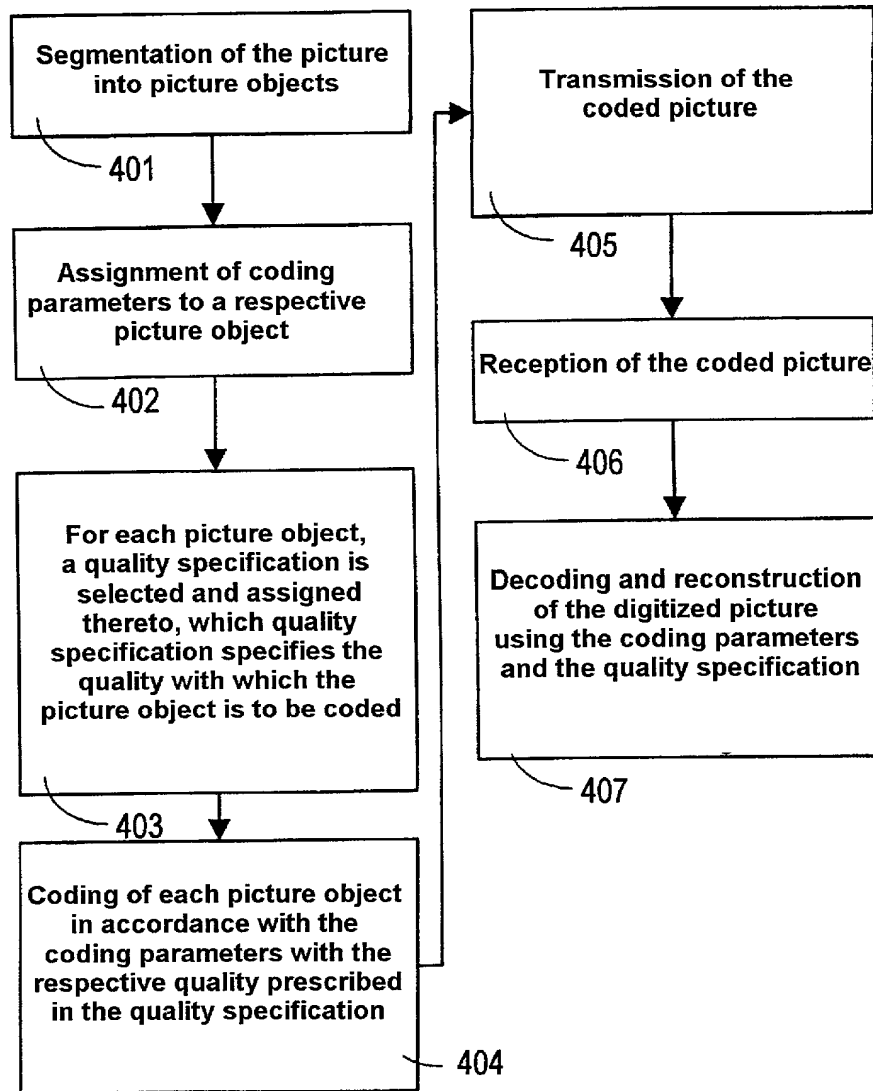 Segmentation of the picture
into picture objects
401
Assignment of coding
parameters to a respective
picture object
402
For each picture object,
a quality specification is
selected and assigned
thereto, which quality
specification specifies the
quality with which the
picture object is to be coded
403
Coding of each picture object
in accordance with the
coding parameters with the
respective quality prescribed
in the quality specification
404
Transmission of the
coded picture
405
Reception of the coded picture
406
Decoding and reconstruction
of the digitized picture
using the coding parameters
and the quality specification
407